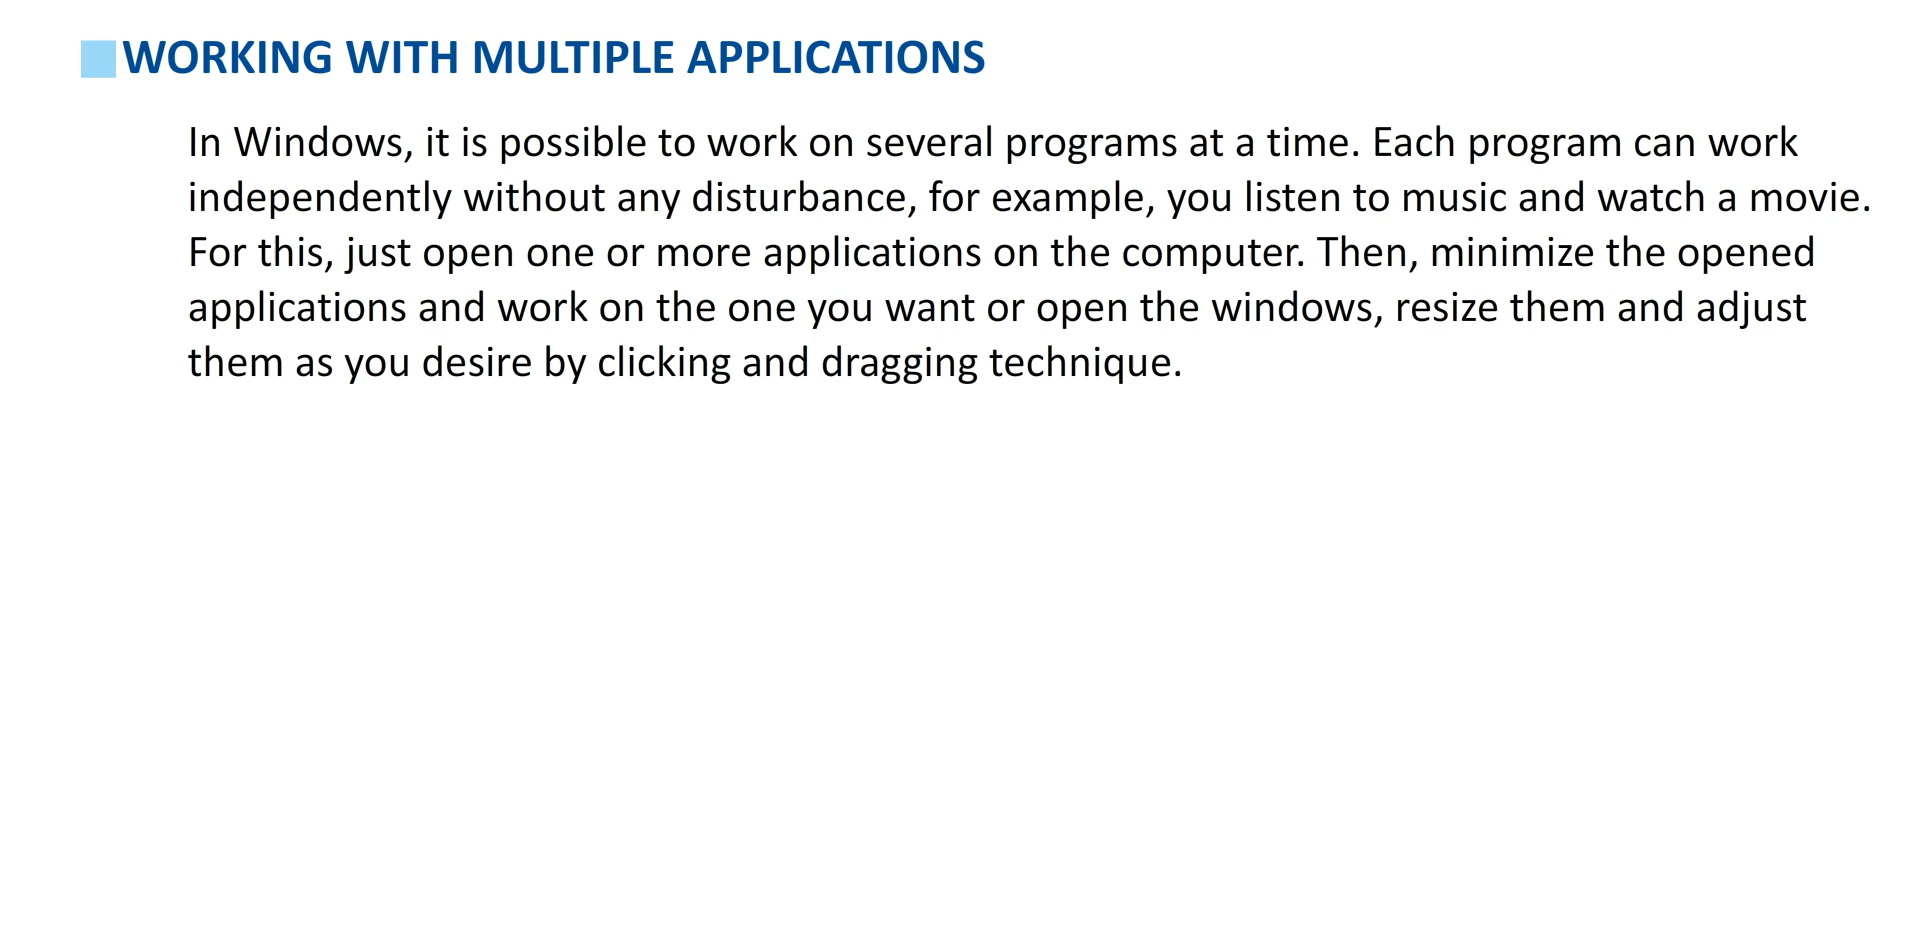 WORKING WITH MULTIPLE APPLICATIONS
In Windows, it is possible to work on several programs at a time. Each program can work
independently without any disturbance, for example, you listen to music and watch a movie.
For this, just open one or more applications on the computer. Then, minimize the opened
applications and work on the one you want or open the windows, resize them and adjust
them as you desire by clicking and dragging technique.